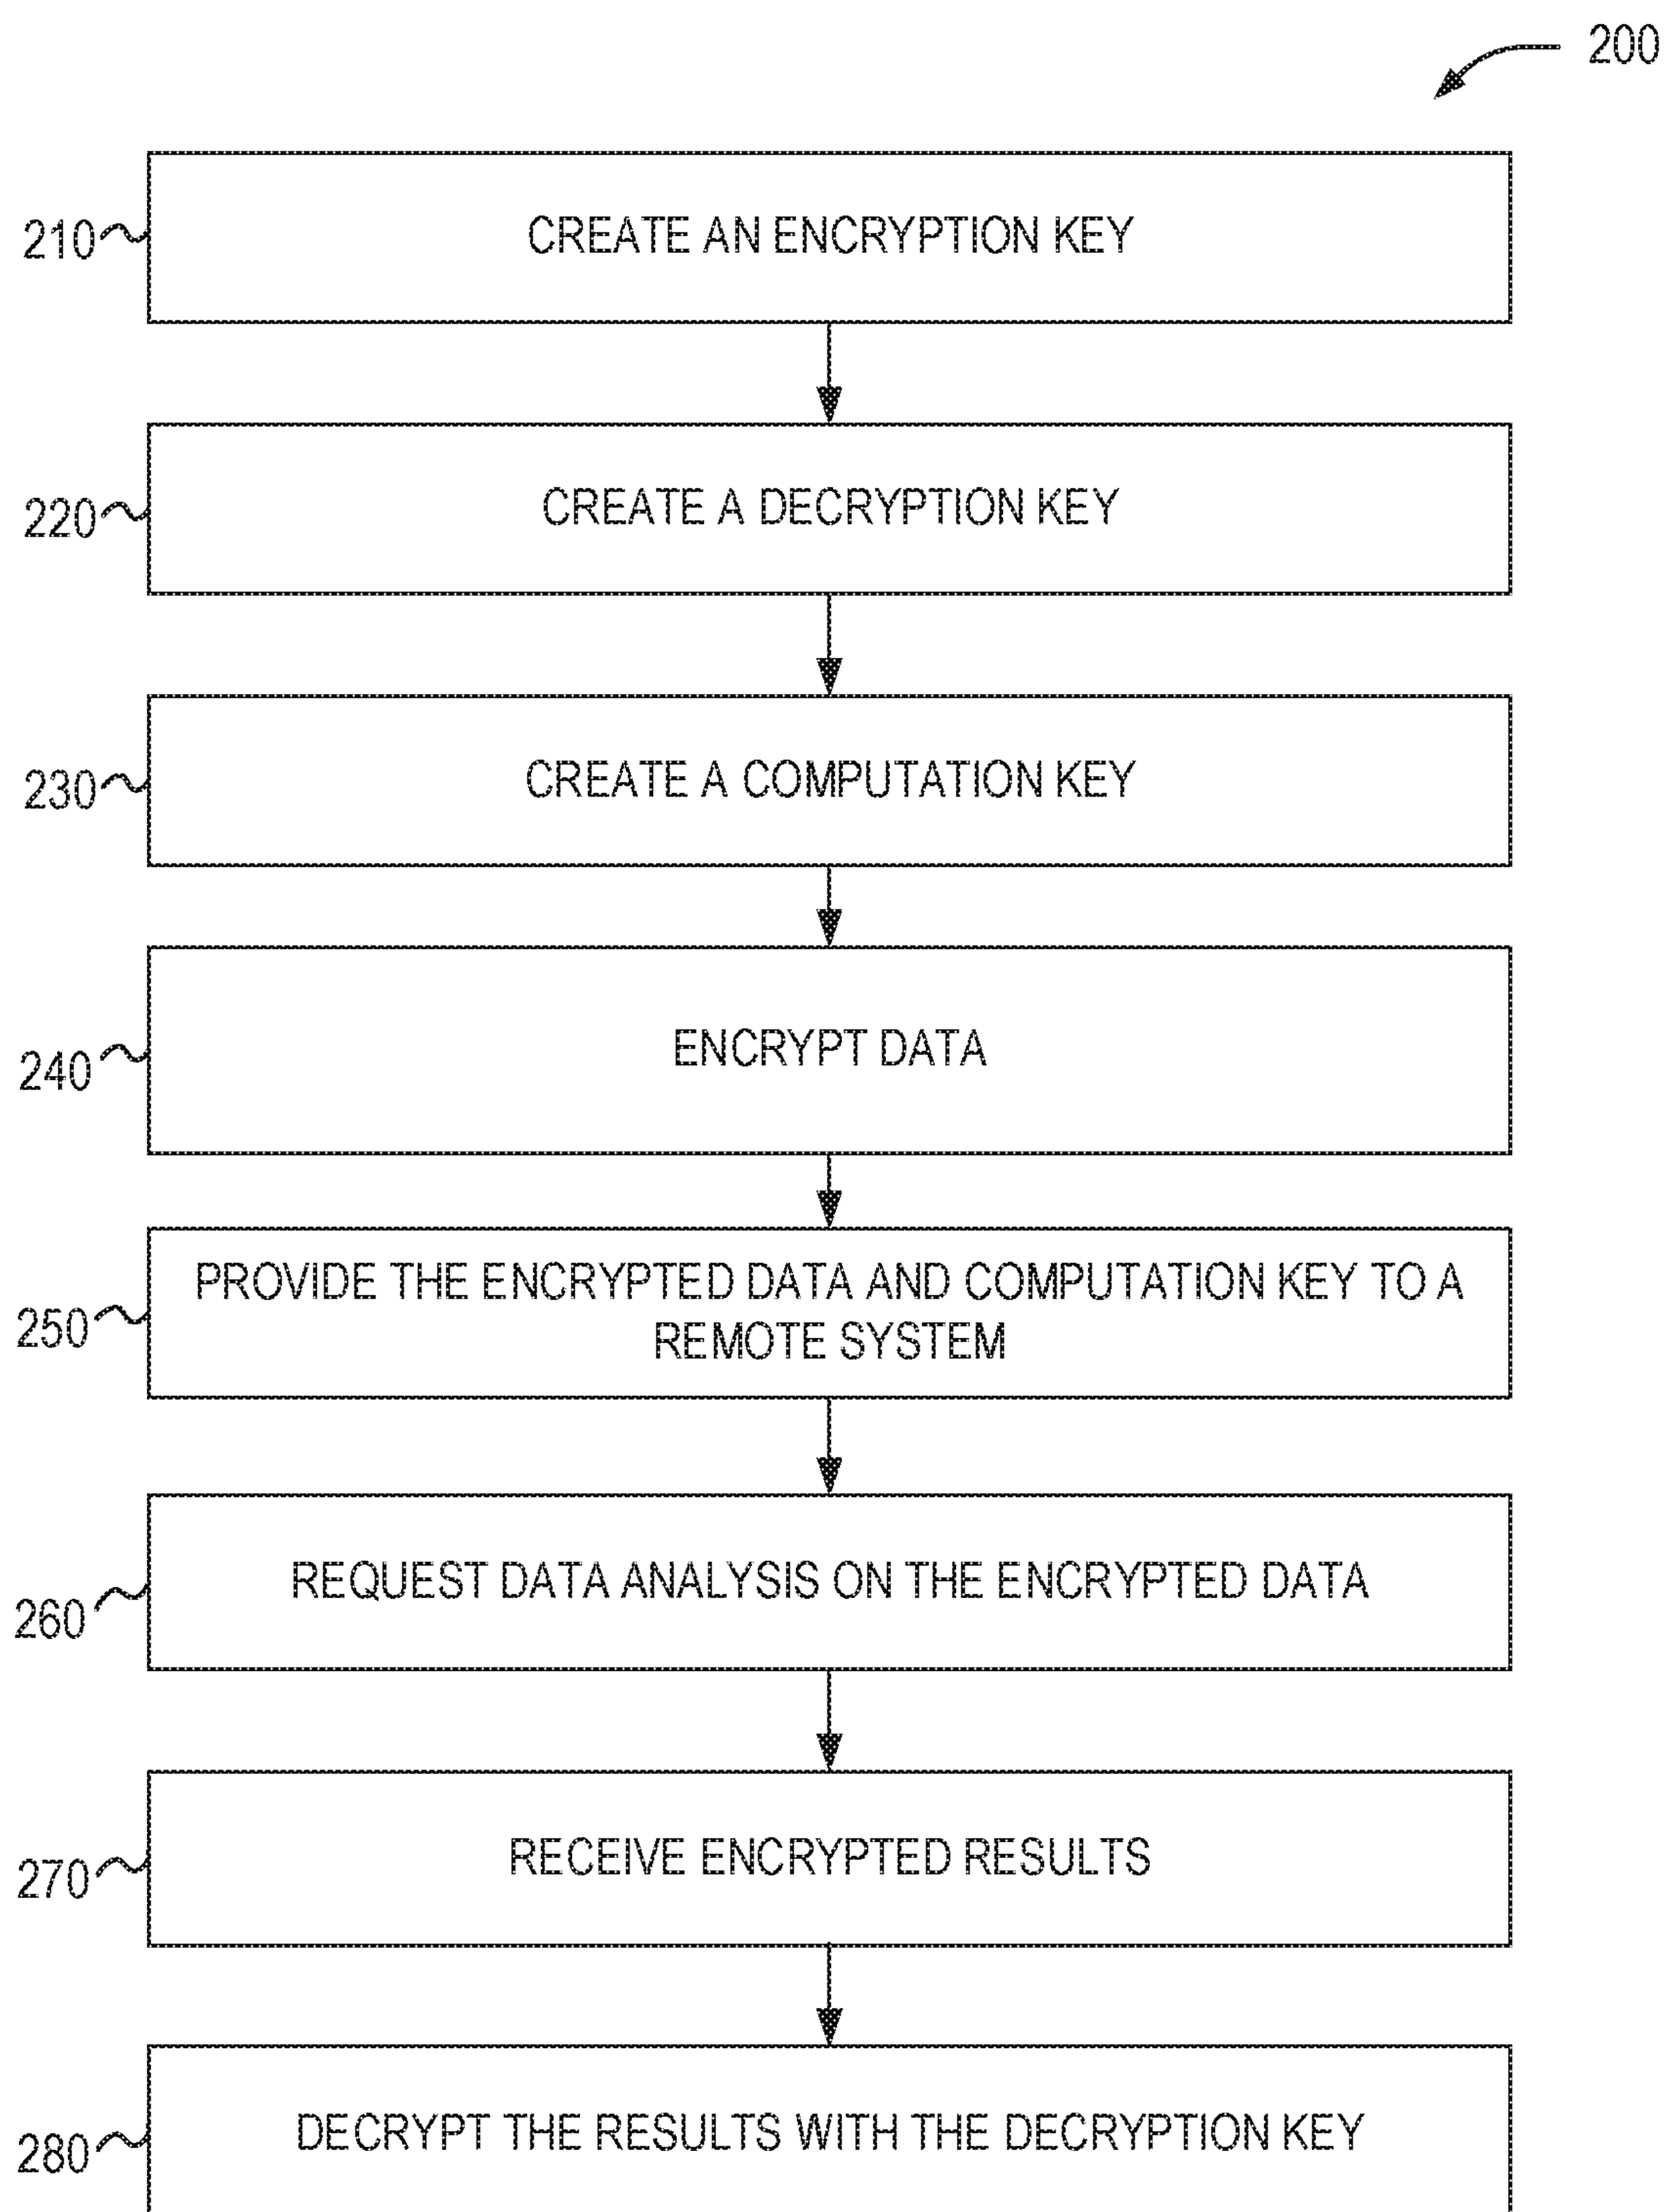 200
210
CREATE AN ENCRYPTION KEY
220
CREATE A DECRYPTION KEY
230
CREATE A COMPUTATION KEY
240
ENCRYPT DATA
250
PROVIDE THE ENCRYPTED DATA AND COMPUTATION KEY TO A
REMOTE SYSTEM
260
REQUEST DATA ANALYSIS ON THE ENCRYPTED DATA
270
RECEIVE ENCRYPTED RESULTS
280
DECRYPT THE RESULTS WITH THE DECRYPTION KEY